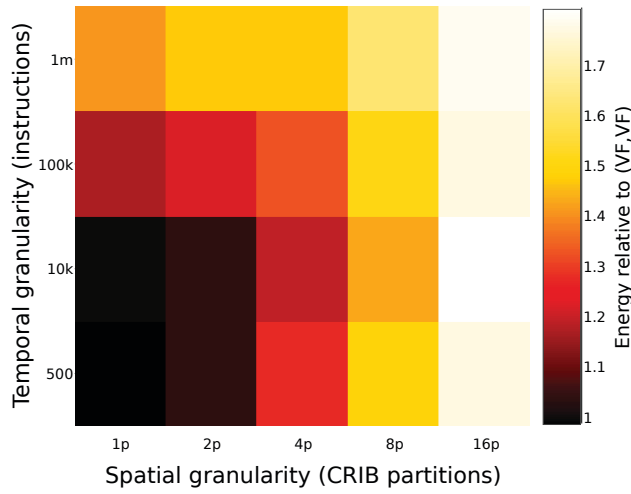 Temporal granularity (instructions)
1m
100k
10k
500
1p 2p 4p 8p 16p
Spatial granularity (CRIB partitions)
1.7
1.6
1.5
1.4
1.3
1.2
1.1
1
Energy relative to (VF,VF)